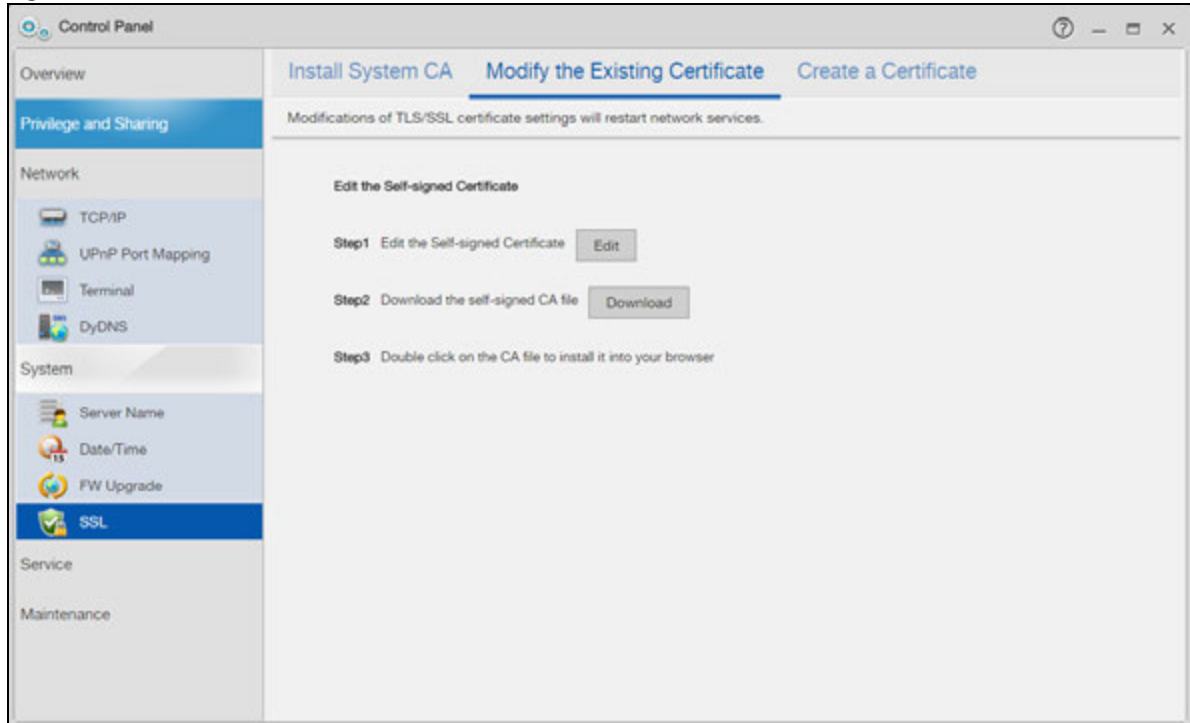 Control Panel
Overview
Privilege and Sharing
Network
TCP/IP
UPnP Port Mapping
Terminal
DyDNS
System
Server Name
Date/Time
FW Upgrade
SSL
Service
Maintenance
Install System CA Modify the Existing Certificate Create a Certificate
Modifications of TLS/SSL certificate settings will restart network services.
Edit the Self-signed Certificate
Step1 Edit the Self-signed Certificate Edit
Step2 Download the self-signed CA file Download
Step3 Double click on the CA file to install it into your browser